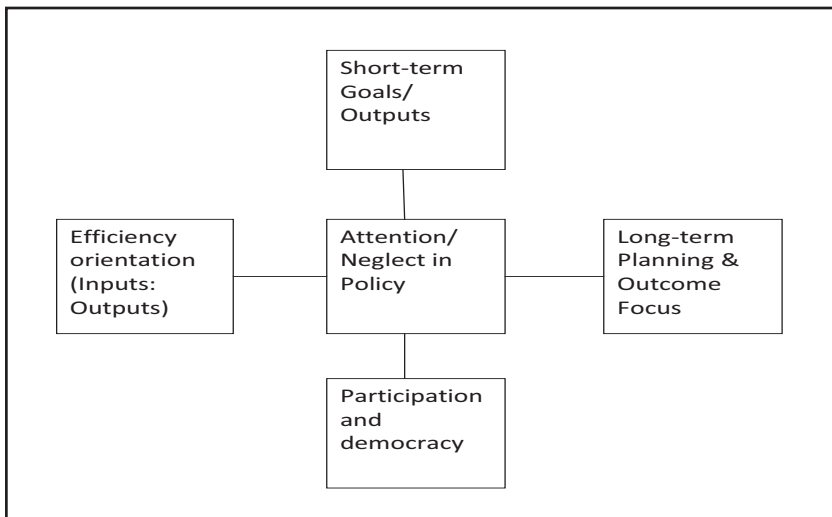 Short-term
Goals/
Outputs
Efficiency
orientation
(Inputs:
Outputs)
Attention/
Neglect in
Policy
Long-term
Planning &
Outcome
Focus
Participation
and
democracy